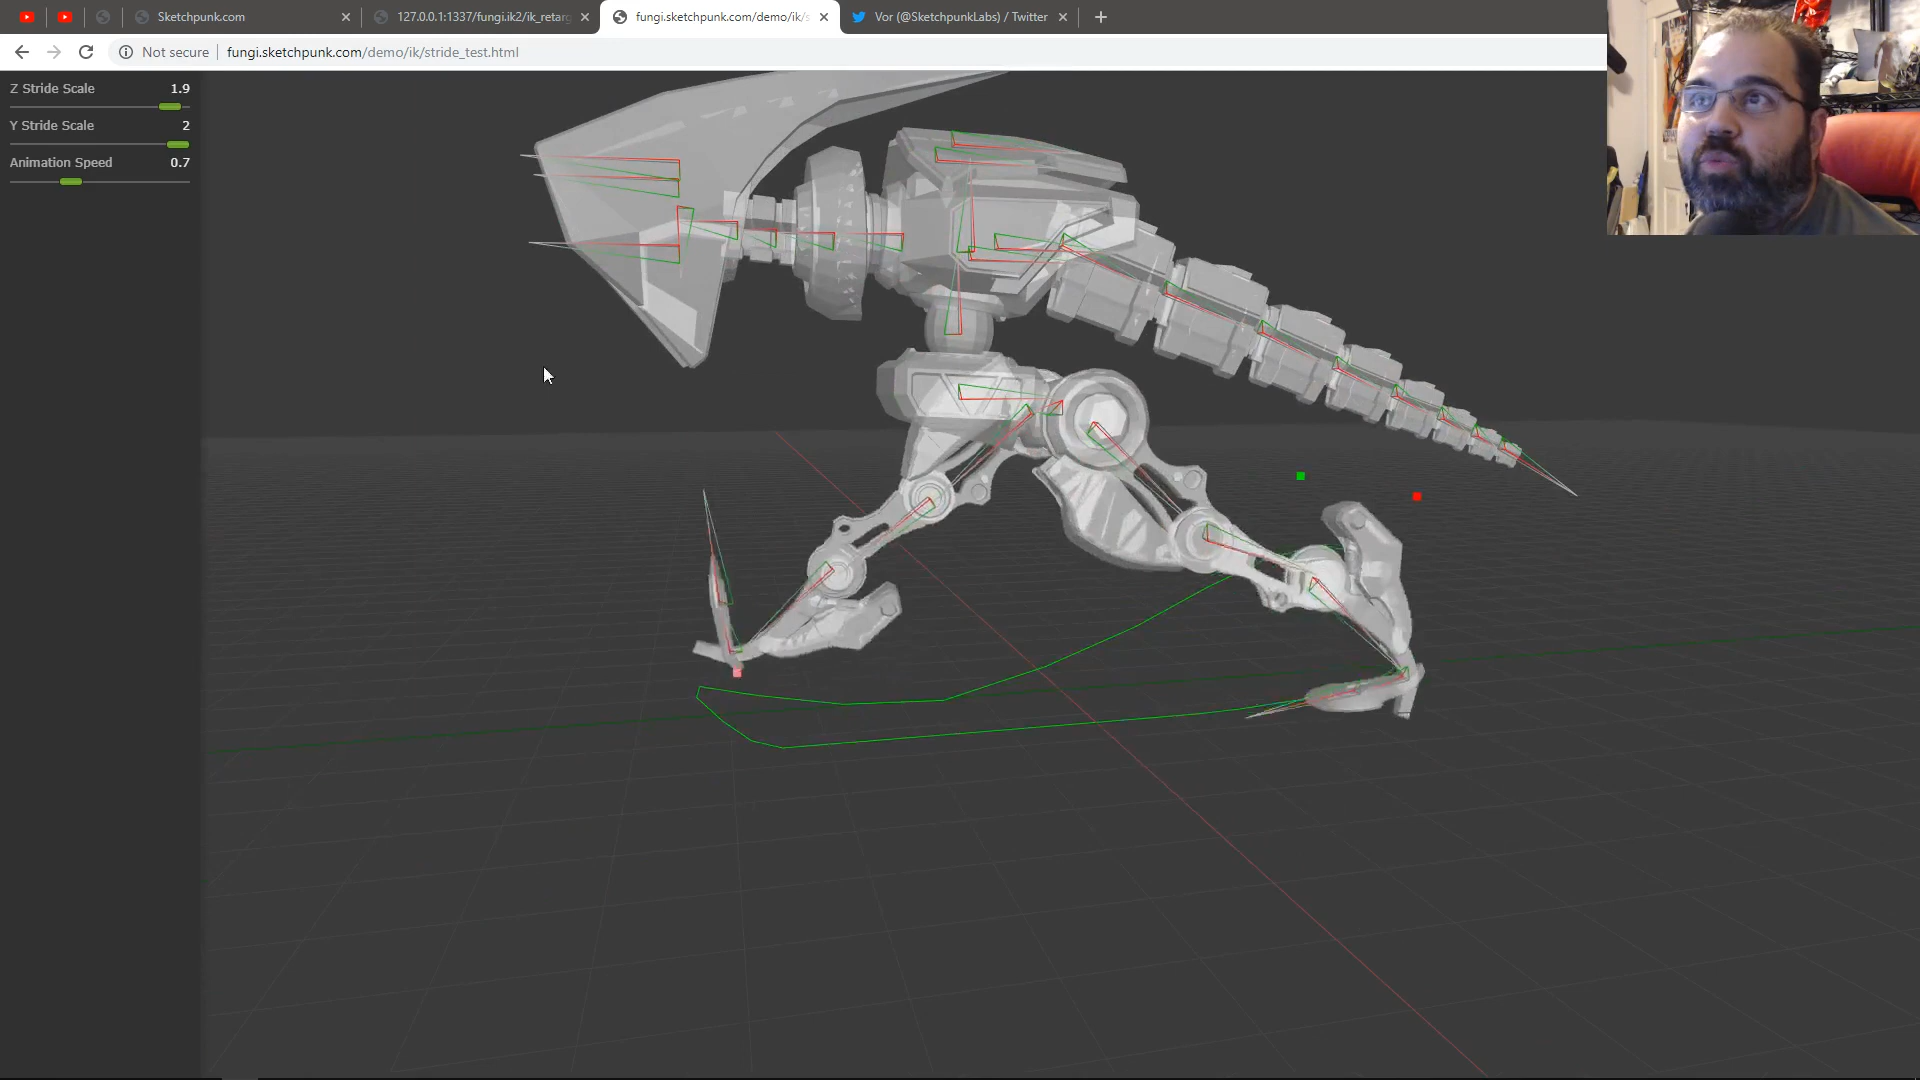 Sketchpunk.com
127.0.0.1:1337/fungi.ik2/ik_retarg
fungi.sketchpunk.com/demo/ik/s
Vor (@SketchpunkLabs) / Twitter
Not secure
fungi.sketchpunk.com/demo/ik/stride_test.html
Z Stride Scale 1.9
Y Stride Scale 2
Animation Speed 0.7